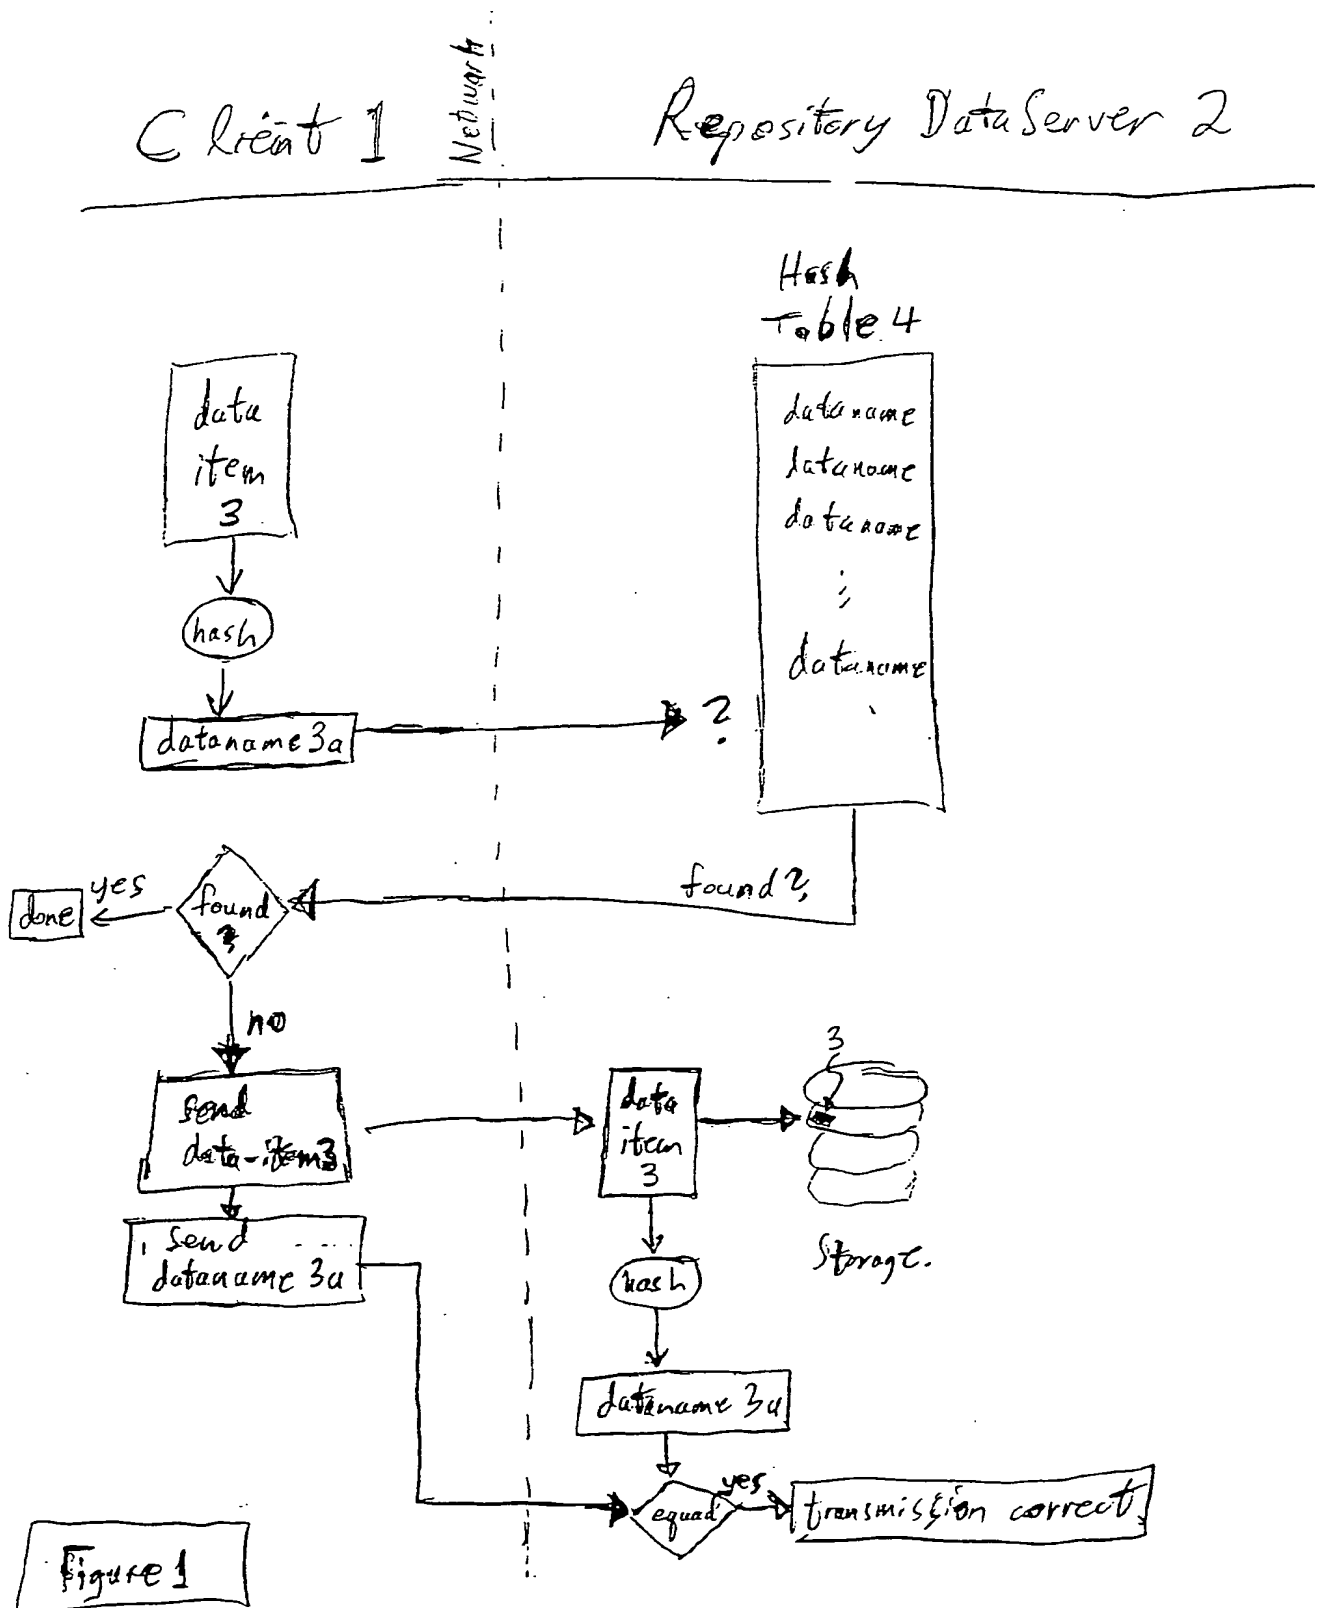 Network
Client 1
Repository DataServer 2
Hash
Table 4
data
item
3
dataname
dataname
dataname
dataname
hash
dataname 3a
?
found?
yes
done
found
?
no
send
data-item3
data
item
3
3
Storage.
send
dataname 3a
hash
dataname 3a
equal
yes
transmission correct
Figure 1